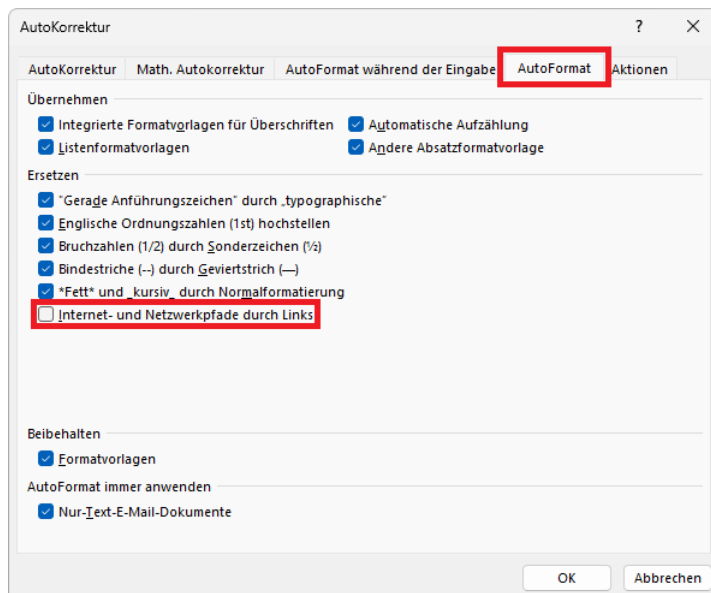 AutoKorrektur ?
AutoKorrektur Math. Autokorrektur AutoFormat während der Eingabe AutoFormat Aktionen
Übernehmen
Integrierte Formatvorlagen für Überschriften Automatische Aufzählung
Listenformatvorlagen Andere Absatzformatvorlage
Ersetzen
"Gerade Anführungszeichen" durch „typographische“
Englische Ordnungszahlen (1st) hochstellen
Bruchzahlen (1/2) durch Sonderzeichen (½)
Bindestriche (--) durch Geviertstrich (—)
*Fett* und _kursiv_ durch Normalformatierung
Internet- und Netzwerkpfade durch Links
Beibehalten
Formatvorlagen
AutoFormat immer anwenden
Nur-Text-E-Mail-Dokumente
OK Abbrechen